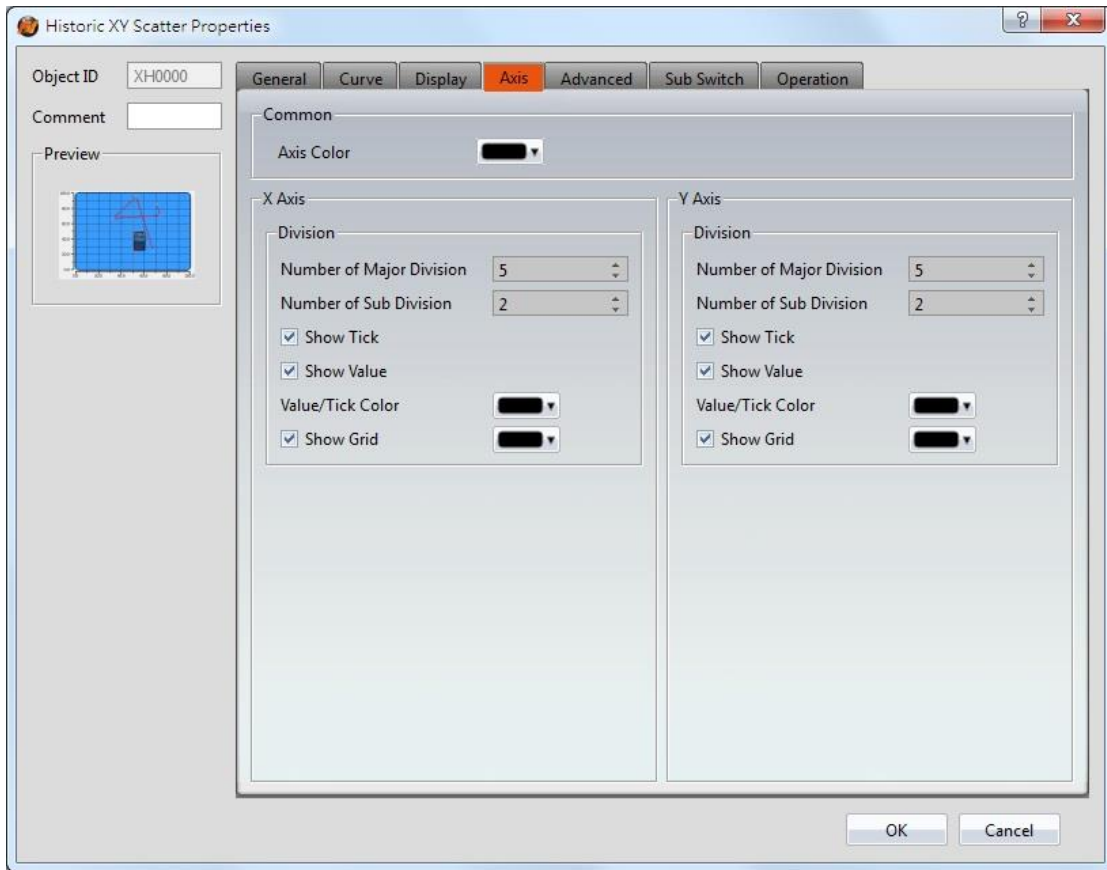 Historic XY Scatter Properties
?
X
Object ID XH0000
Comment
Preview
General Curve Display Axis Advanced Sub Switch Operation
Common
Axis Color
X Axis
Division
Number of Major Division 5
Number of Sub Division 2
Show Tick
Show Value
Value/Tick Color
Show Grid
Y Axis
Division
Number of Major Division 5
Number of Sub Division 2
Show Tick
Show Value
Value/Tick Color
Show Grid
OK Cancel